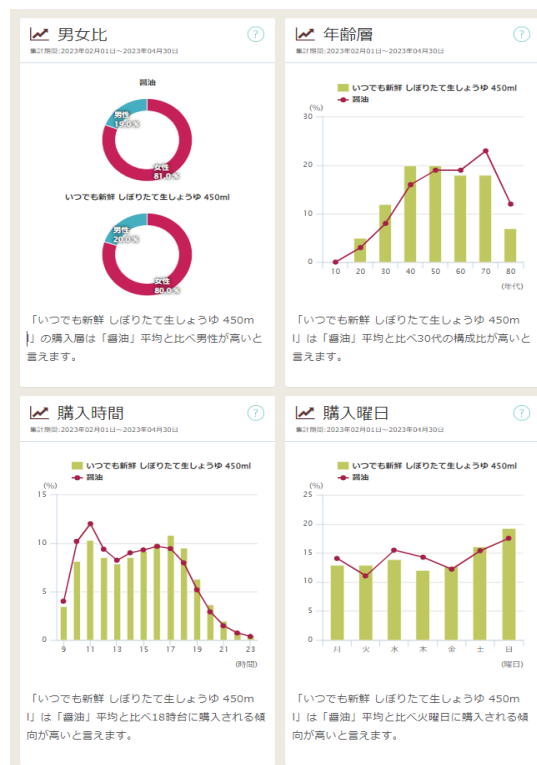 男女比
?
集計期間:2023年02月01日～2023年04月30日
醤油
男性
19.0%
女性
81.0%
いつでも新鮮 しぼりたて生しょうゆ 450ml
男性
20.0%
女性
80.0%
「いつでも新鮮 しぼりたて生しょうゆ 450m
l」の購入層は「醤油」平均と比べ男性が高いと
言えます。
年齢層
?
集計期間:2023年02月01日～2023年04月30日
いつでも新鮮 しぼりたて生しょうゆ 450ml
醤油
(%)
30
20
10
0
10 20 30 40 50 60 70 80
(年代)
「いつでも新鮮 しぼりたて生しょうゆ 450m
l」は「醤油」平均と比べ30代の構成比が高いと
言えます。
購入時間
?
集計期間:2023年02月01日～2023年04月30日
いつでも新鮮 しぼりたて生しょうゆ 450ml
醤油
(%)
15
10
5
0
9 11 13 15 17 19 21 23
(時間)
「いつでも新鮮 しぼりたて生しょうゆ 450m
l」は「醤油」平均と比べ18時台に購入される傾
向が高いと言えます。
購入曜日
?
集計期間:2023年02月01日～2023年04月30日
いつでも新鮮 しぼりたて生しょうゆ 450ml
醤油
(%)
25
20
15
10
5
0
月 火 水 木 金 土 日
(曜日)
「いつでも新鮮 しぼりたて生しょうゆ 450m
l」は「醤油」平均と比べ火曜日に購入される傾
向が高いと言えます。